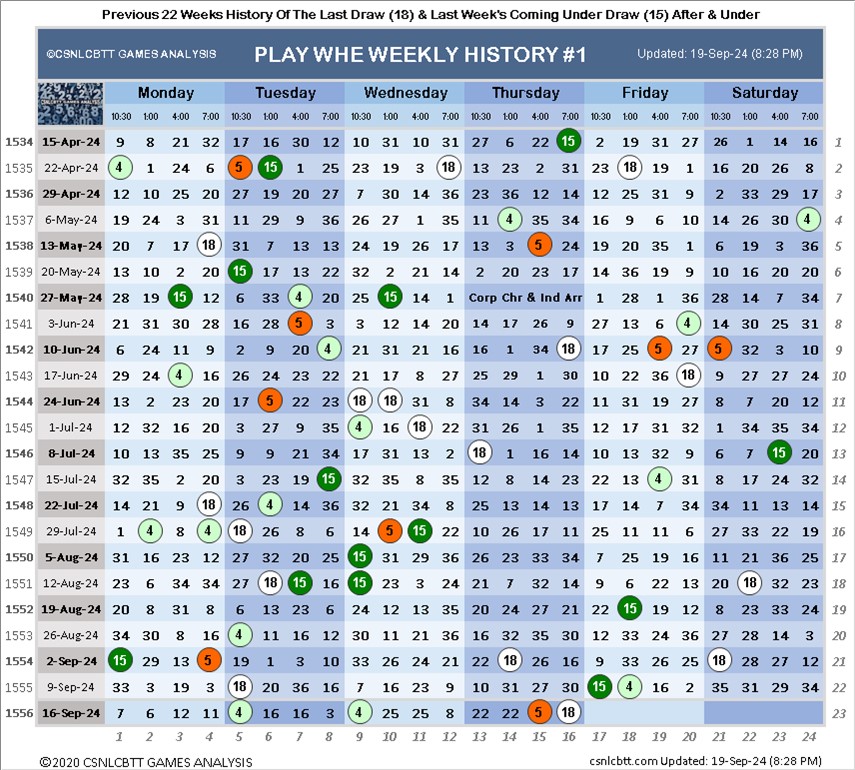 Previous 22 Weeks History Of The Last Draw (18) & Last Week's Coming Under Draw (15) After & Under
©CSNLCBTT GAMES ANALYSIS PLAY WHE WEEKLY HISTORY #1 Updated: 19-Sep-24 (8:28 PM)
CSNLCBTT GAMES ANALYSIS Monday Tuesday Wednesday Thursday Friday Saturday
10:30 1:00 4:00 7:00 10:30 1:00 4:00 7:00 10:30 1:00 4:00 7:00 10:30 1:00 4:00 7:00 10:30 1:00 4:00 7:00 10:30 1:00 4:00 7:00
1534 15-Apr-24 9 8 21 32 17 16 30 12 10 31 10 31 27 6 22 15 2 19 31 27 26 1 14 16 1
1535 22-Apr-24 4 1 24 6 5 15 1 25 23 19 3 18 13 23 2 31 23 18 19 1 16 20 26 8 2
1536 29-Apr-24 12 10 25 20 27 19 20 27 7 30 14 36 23 36 12 14 12 25 31 9 2 33 29 17 3
1537 6-May-24 19 24 3 31 11 29 9 36 26 27 1 35 11 4 35 34 16 9 6 10 14 26 30 4 4
1538 13-May-24 20 7 17 18 31 7 13 13 24 19 26 17 13 3 5 24 19 20 35 1 6 19 3 36 5
1539 20-May-24 13 10 2 20 15 17 13 22 32 2 21 14 2 20 23 17 14 36 19 9 10 16 20 20 6
1540 27-May-24 28 19 15 12 6 33 4 20 25 15 14 1 Corp Chr & Ind Arr 1 28 1 36 28 14 7 34 7
1541 3-Jun-24 21 31 30 28 16 28 5 3 3 12 14 20 14 17 26 9 27 13 6 4 14 30 25 31 8
1542 10-Jun-24 6 24 11 9 2 9 8 4 21 31 21 16 16 1 34 18 17 25 5 27 5 32 3 10 9
1543 17-Jun-24 29 24 4 16 26 24 23 22 21 17 8 27 25 29 1 30 10 22 36 18 9 27 27 24 10
1544 24-Jun-24 13 2 23 20 17 5 22 23 18 18 31 8 34 14 3 22 11 31 19 27 8 7 20 12 11
1545 1-Jul-24 12 32 16 20 3 27 9 35 4 16 18 22 31 26 1 35 12 17 31 32 1 34 35 34 12
1546 8-Jul-24 10 13 35 25 9 9 21 34 6 17 31 34 18 13 16 35 10 13 32 9 6 7 15 20 13
1547 15-Jul-24 32 35 2 20 3 23 19 15 32 35 8 35 12 8 14 23 22 19 4 31 34 11 24 10 14
1548 22-Jul-24 14 21 9 18 26 4 14 36 32 21 34 8 25 13 14 13 17 14 7 34 34 14 13 14 15
1549 29-Jul-24 1 4 8 4 18 26 8 6 14 5 15 22 10 26 17 11 25 11 11 6 27 33 22 19 16
1550 5-Aug-24 31 16 23 12 27 32 20 25 15 31 29 36 26 23 33 34 7 25 19 16 11 21 36 25 17
1551 12-Aug-24 23 6 34 34 27 18 15 16 15 23 3 24 21 7 32 14 9 6 22 13 20 18 32 23 18
1552 19-Aug-24 20 8 31 8 6 13 23 6 24 12 13 35 20 24 27 21 22 15 19 12 8 23 33 24 19
1553 26-Aug-24 34 30 8 16 4 11 16 12 30 11 21 36 16 32 35 30 12 33 24 36 27 28 14 3 20
1554 2-Sep-24 15 29 13 5 19 1 3 10 33 26 24 21 22 18 26 16 9 33 26 25 18 28 27 12 21
1555 9-Sep-24 33 3 19 3 18 20 36 16 7 16 23 9 10 31 27 30 15 4 16 2 35 31 29 34 22
1556 16-Sep-24 7 6 12 11 4 16 16 3 4 25 25 8 22 22 5 18 23
1 2 3 4 5 6 7 8 9 10 11 12 13 14 15 16 17 18 19 20 21 22 23 24
©2020 CSNLCBTT GAMES ANALYSIS csnlcbtt.com Updated: 19-Sep-24 (8:28 PM)